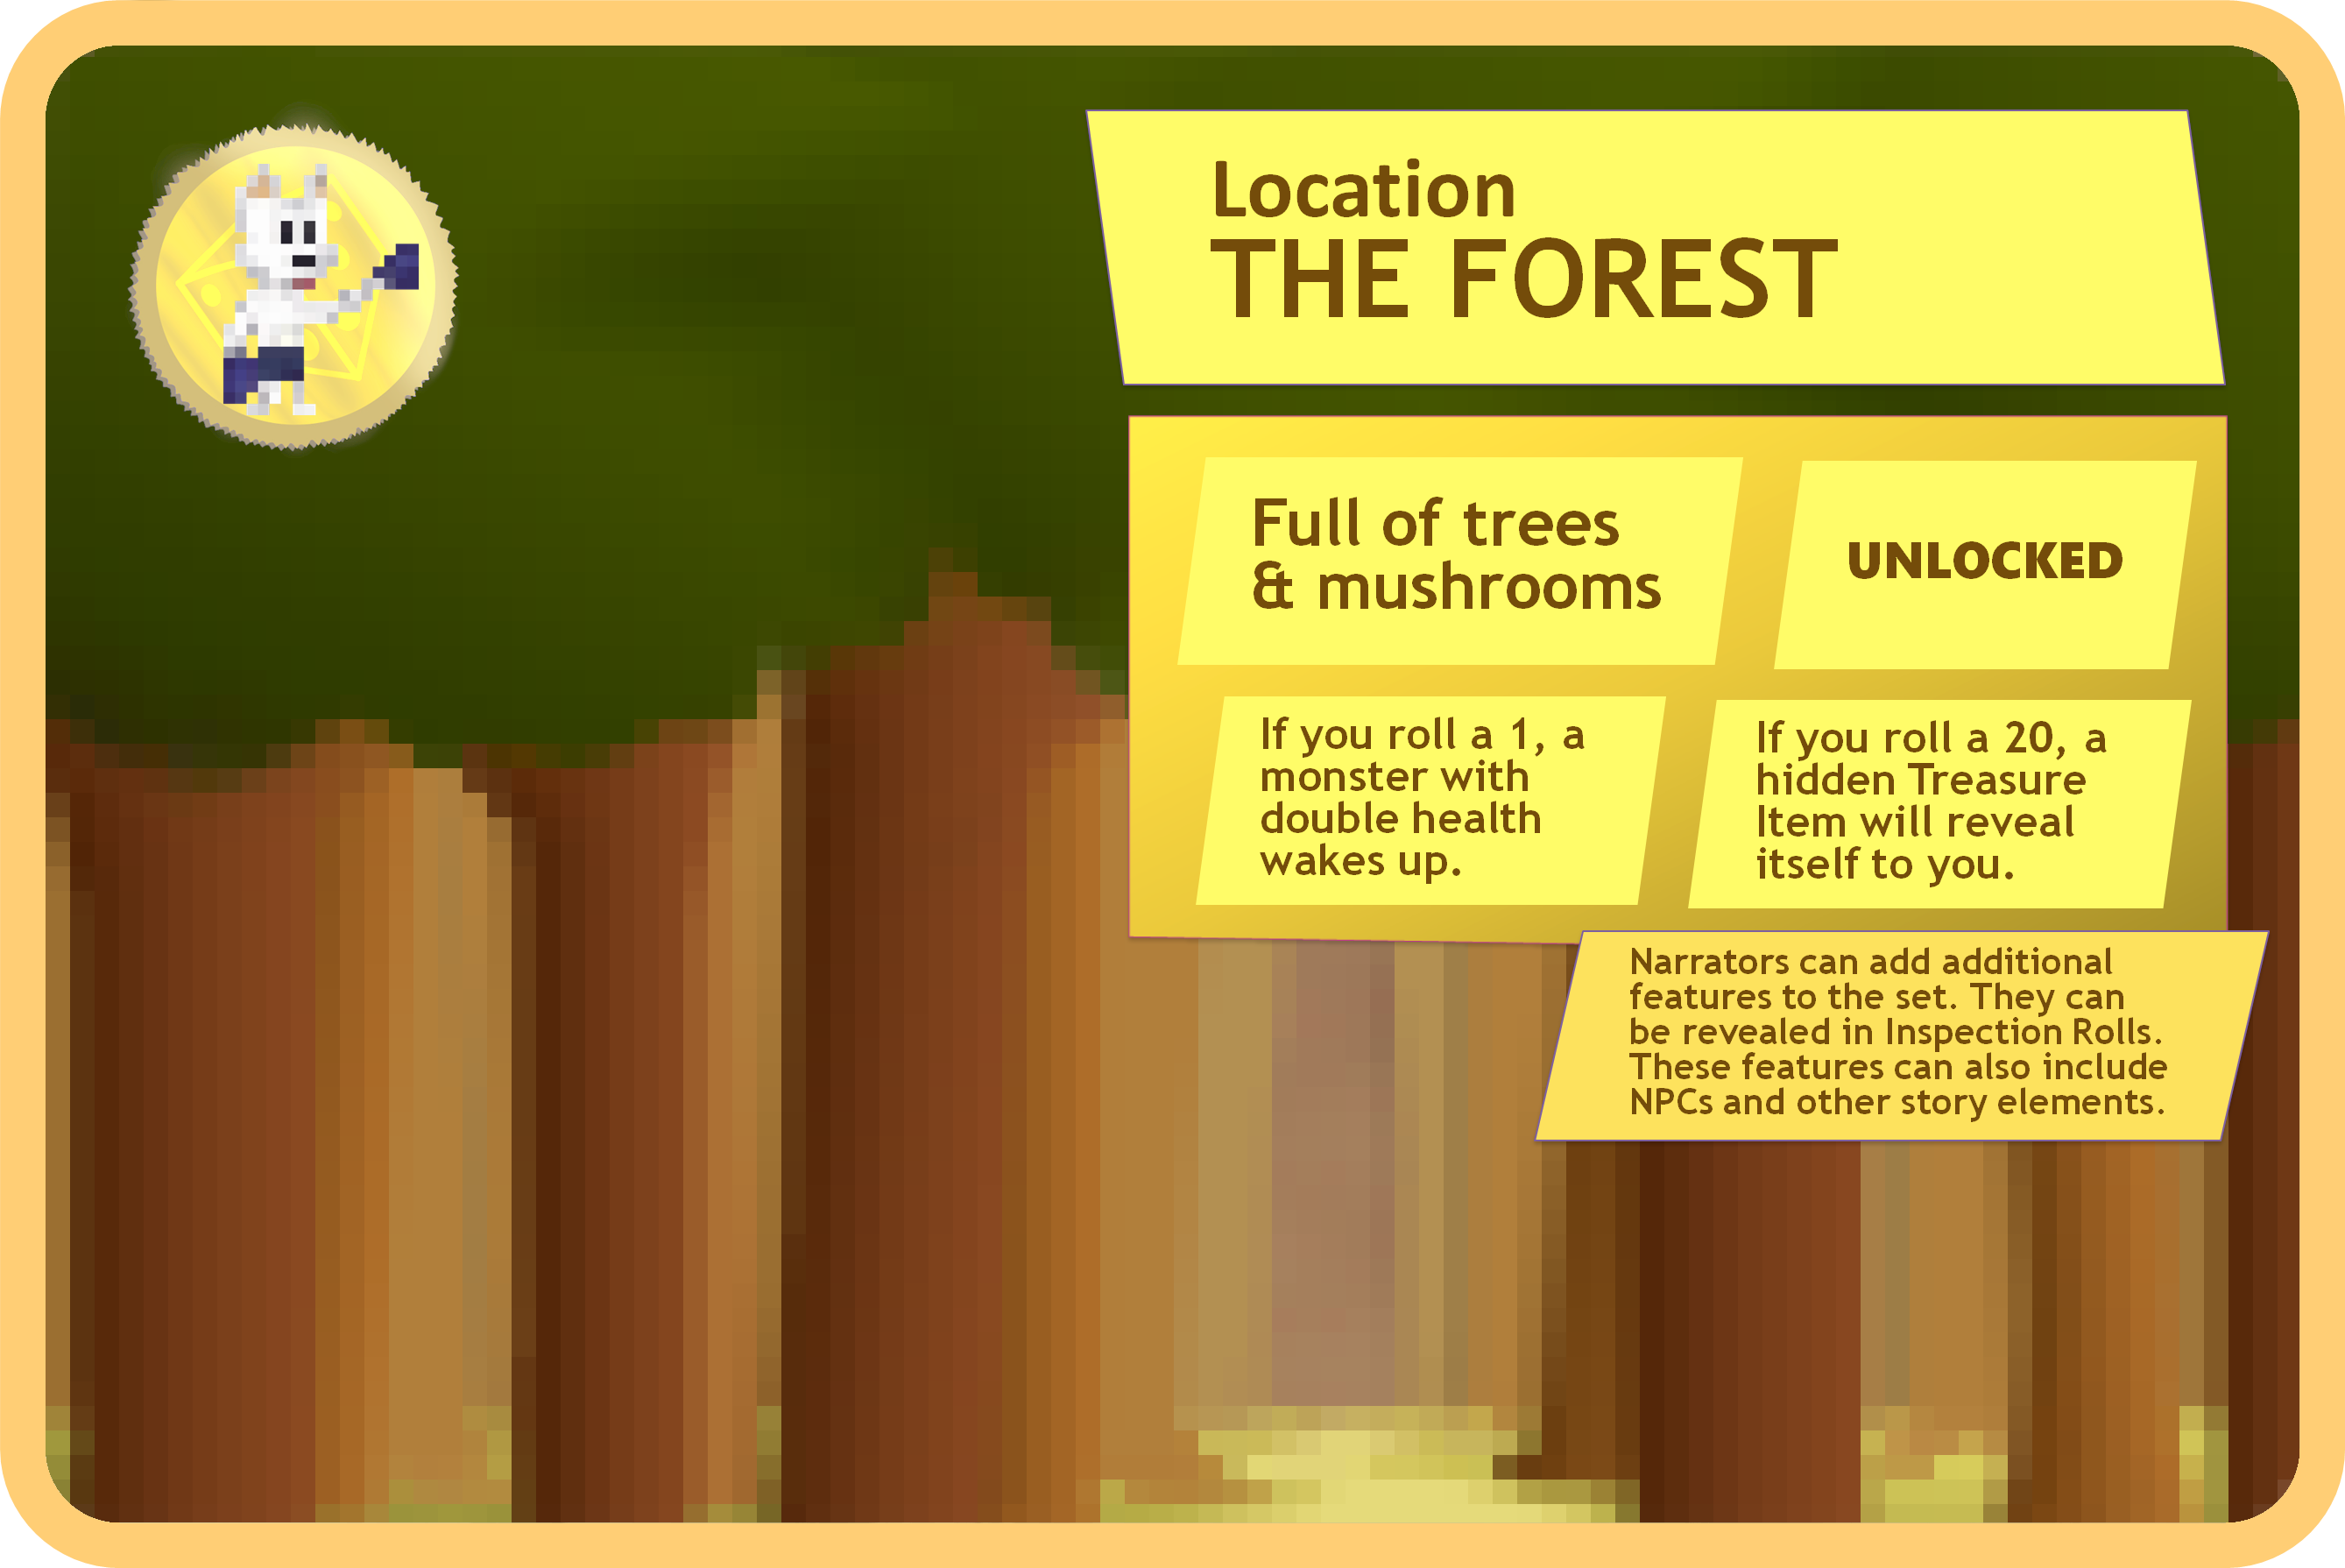 Location
THE FOREST
Full of trees
& mushrooms
UNLOCKED
If you roll a 1, a
monster with
double health
wakes up.
If you roll a 20, a
hidden Treasure
Item will reveal
itself to you.
Narrators can add additional
features to the set. They can
be revealed in Inspection Rolls.
These features can also include
NPCs and other story elements.